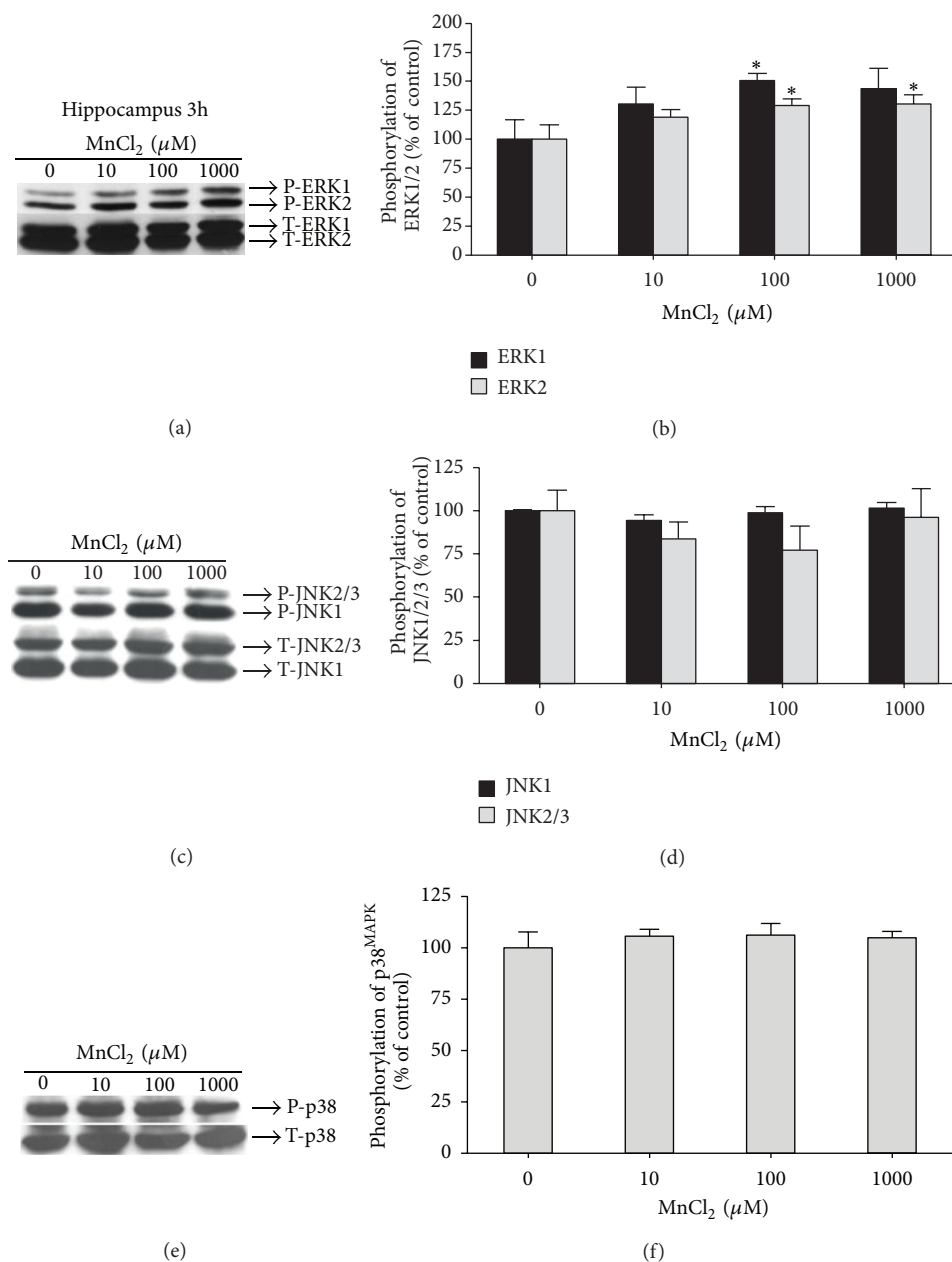 Hippocampus 3h
MnCl₂ (μM)
0 10 100 1000
P-ERK1
P-ERK2
T-ERK1
T-ERK2
(a)
Phosphorylation of
ERK1/2 (% of control)
200
175
150
125
100
75
50
25
0
* * *
0 10 100 1000
MnCl₂ (μM)
ERK1
ERK2
(b)
MnCl₂ (μM)
0 10 100 1000
P-JNK2/3
P-JNK1
T-JNK2/3
T-JNK1
(c)
Phosphorylation of
JNK1/2/3 (% of control)
125
100
75
50
25
0
0 10 100 1000
MnCl₂ (μM)
JNK1
JNK2/3
(d)
MnCl₂ (μM)
0 10 100 1000
P-p38
T-p38
(e)
Phosphorylation of p38ᴹᴬᴾᴷ
(% of control)
125
100
75
50
25
0
0 10 100 1000
MnCl₂ (μM)
(f)